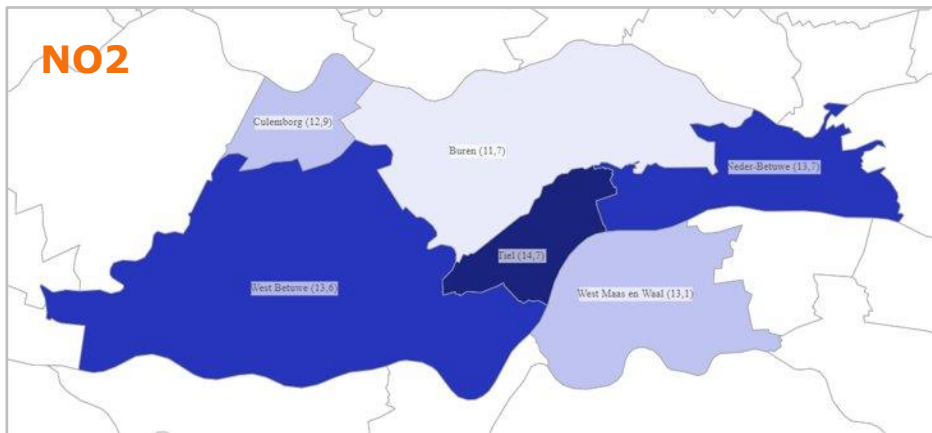 NO2
Culemborg (12,9)
Buren (11,7)
Neder-Betuwe (13,7)
Tiel (14,7)
West Betuwe (13,6)
West Maas en Waal (13,1)